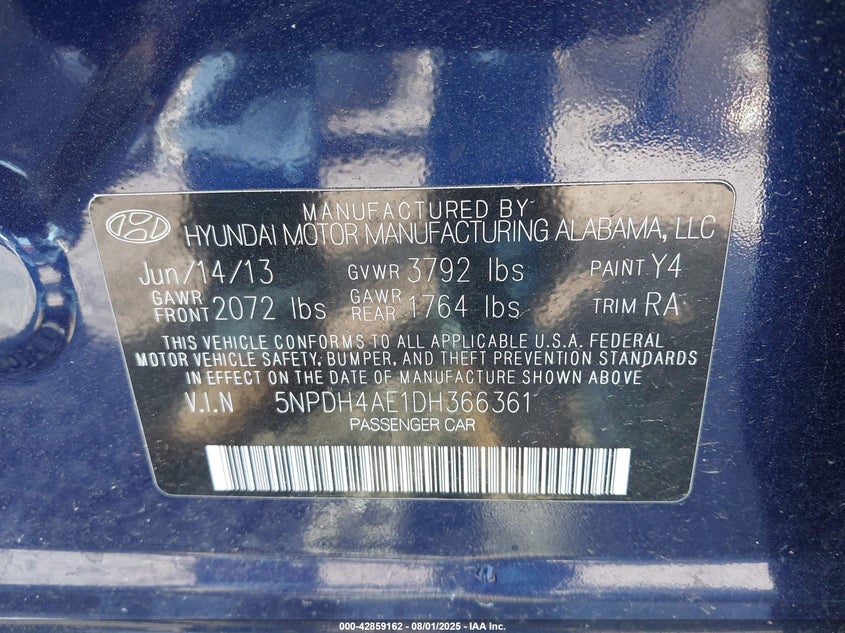 MANUFACTURED BY
HYUNDAI MOTOR MANUFACTURING ALABAMA, LLC
Jun/14/13 GVWR 3792 lbs PAINT Y4
GAWR FRONT 2072 lbs GAWR REAR 1764 lbs TRIM RA
THIS VEHICLE CONFORMS TO ALL APPLICABLE U.S.A. FEDERAL
MOTOR VEHICLE SAFETY, BUMPER, AND THEFT PREVENTION STANDARDS
IN EFFECT ON THE DATE OF MANUFACTURE SHOWN ABOVE
V.I.N 5NPDH4AE1DH366361
PASSENGER CAR
000-42859162 - 08/01/2025 - IAA Inc.